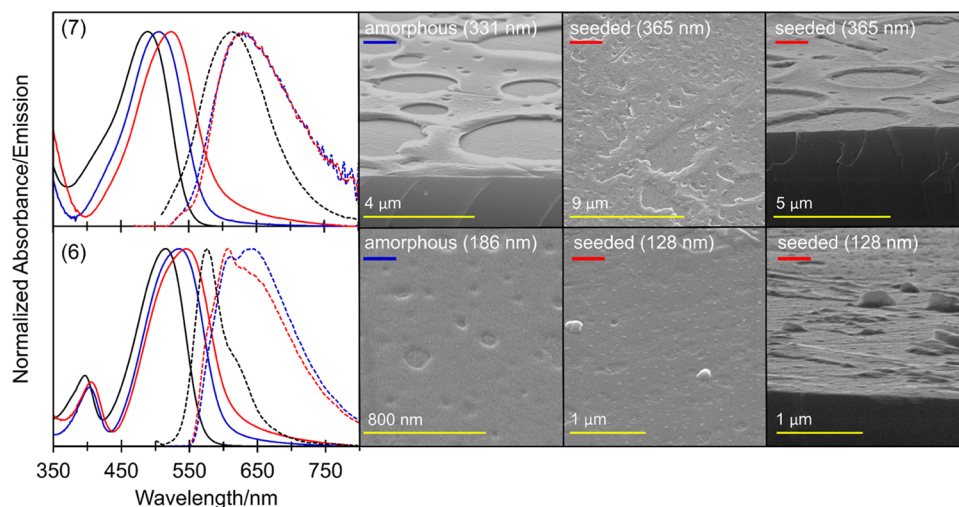 (7)
amorphous (331 nm)
seeded (365 nm)
seeded (365 nm)
4 µm
9 µm
5 µm
Normalized Absorbance/Emission
(6)
amorphous (186 nm)
seeded (128 nm)
seeded (128 nm)
800 nm
1 µm
1 µm
350 450 550 650 750
Wavelength/nm